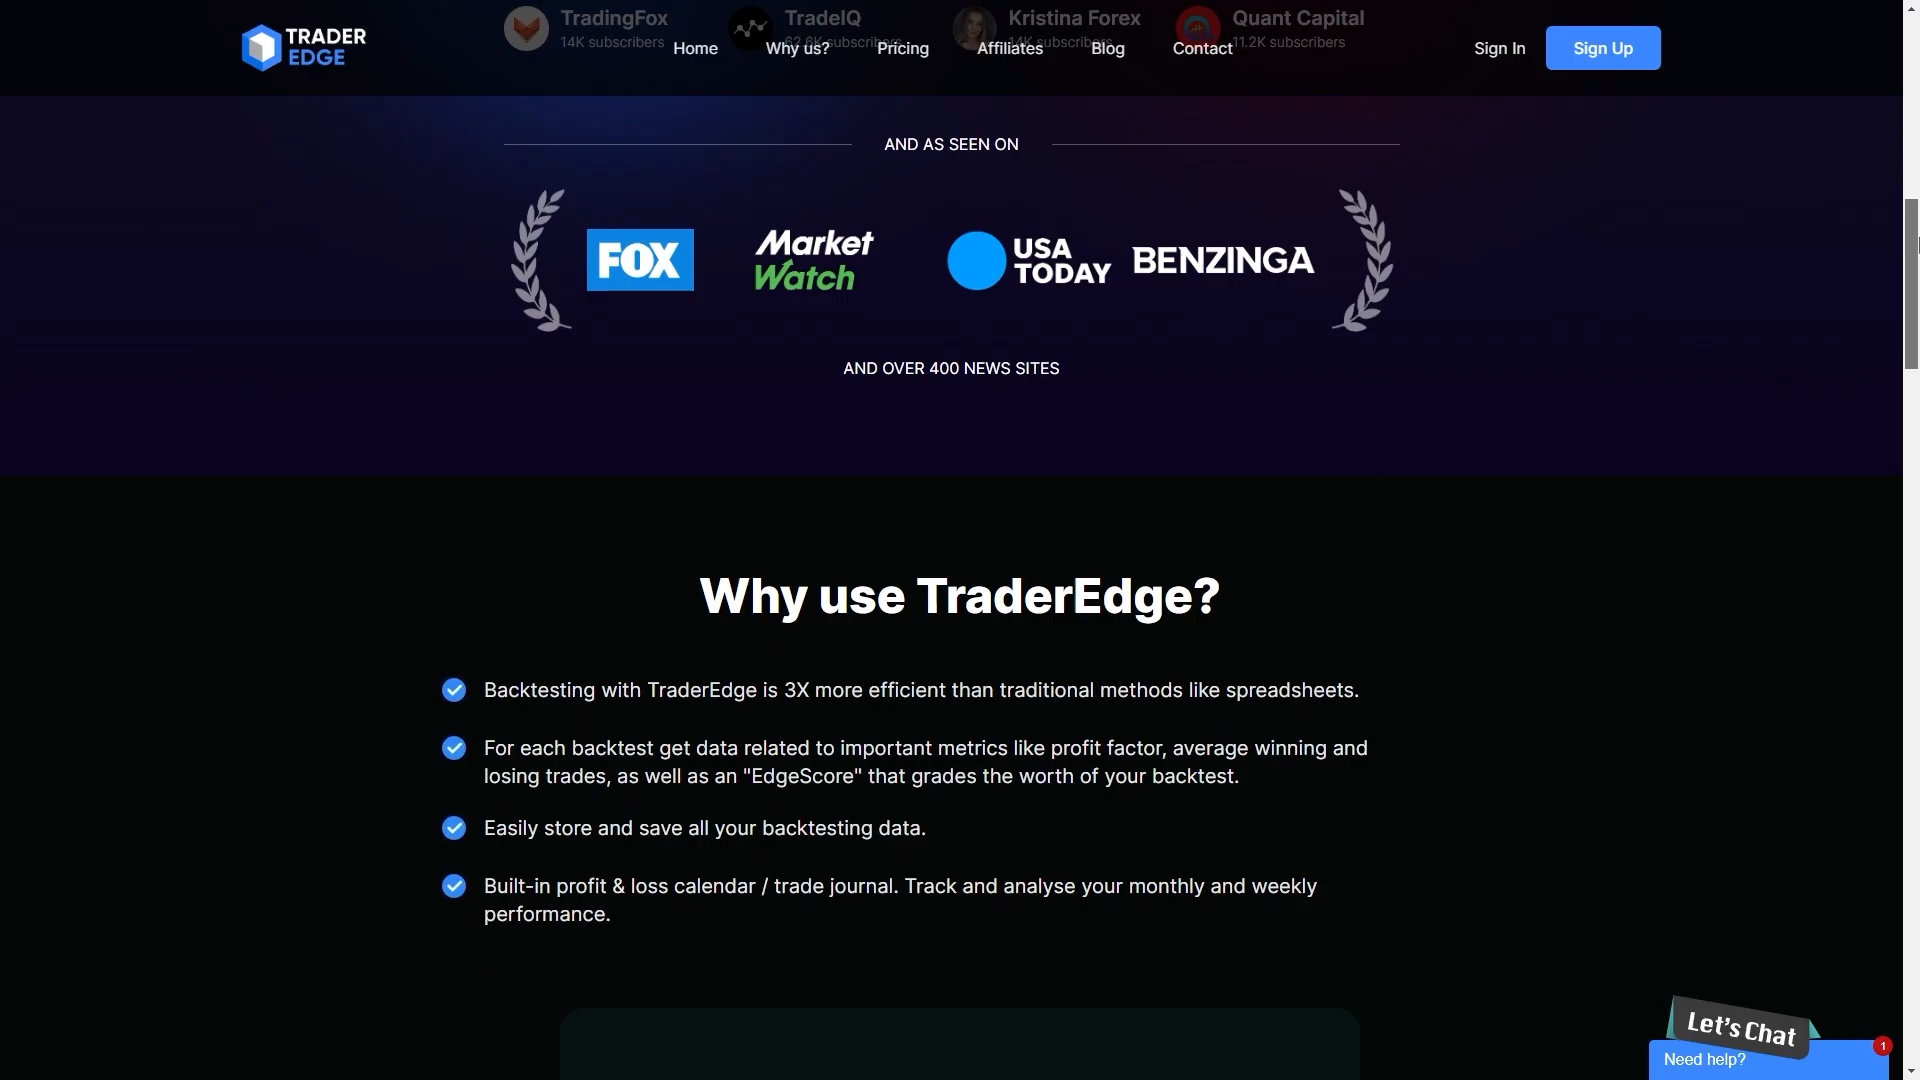 TradingFox
14K subscribers
TradeIQ
62.6K subscribers
Kristina Forex
14K subscribers
Quant Capital
11.2K subscribers
TRADER
EDGE
Home
Why us?
Pricing
Affiliates
Blog
Contact
Sign In
Sign Up
AND AS SEEN ON
FOX
Market
Watch
USA
TODAY
BENZINGA
AND OVER 400 NEWS SITES
Why use TraderEdge?
Backtesting with TraderEdge is 3X more efficient than traditional methods like spreadsheets.
For each backtest get data related to important metrics like profit factor, average winning and
losing trades, as well as an "EdgeScore" that grades the worth of your backtest.
Easily store and save all your backtesting data.
Built-in profit & loss calendar / trade journal. Track and analyse your monthly and weekly
performance.
Let's Chat
1
Need help?